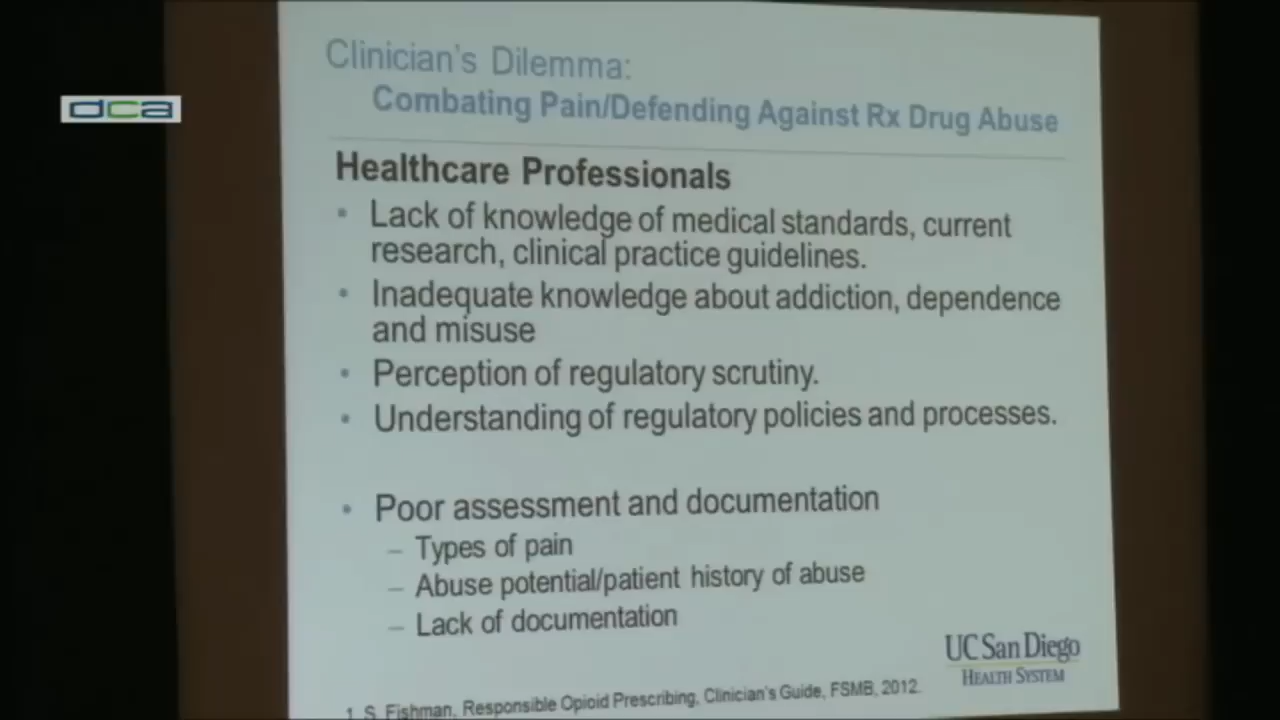 Clinician's Dilemma:
dca
Combating Pain/Defending Against Rx Drug Abuse
Healthcare Professionals
• Lack of knowledge of medical standards, current
research, clinical practice guidelines.
• Inadequate knowledge about addiction, dependence
and misuse
• Perception of regulatory scrutiny.
• Understanding of regulatory policies and processes.
• Poor assessment and documentation
– Types of pain
– Abuse potential/patient history of abuse
– Lack of documentation
UC San Diego
HEALTH SYSTEM
1. S. Fishman, Responsible Opioid Prescribing, Clinician's Guide, FSMB, 2012.